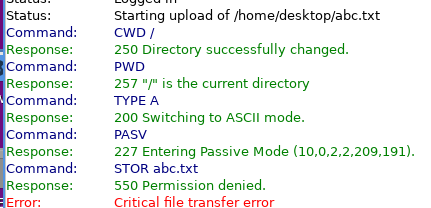 Status: Logged in
Status: Starting upload of /home/desktop/abc.txt
Command: CWD /
Response: 250 Directory successfully changed.
Command: PWD
Response: 257 "/" is the current directory
Command: TYPE A
Response: 200 Switching to ASCII mode.
Command: PASV
Response: 227 Entering Passive Mode (10,0,2,2,209,191).
Command: STOR abc.txt
Response: 550 Permission denied.
Error: Critical file transfer error